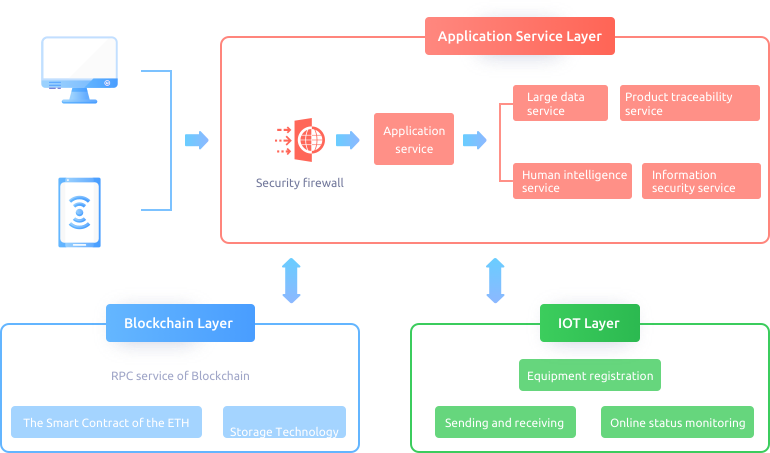 Application Service Layer
Large data
service
Product traceability
service
Application
service
Security firewall
Human intelligence
service
Information
security service
Blockchain Layer
IOT Layer
RPC service of Blockchain
Equipment registration
The Smart Contract of the ETH
Storage Technology
Sending and receiving
Online status monitoring